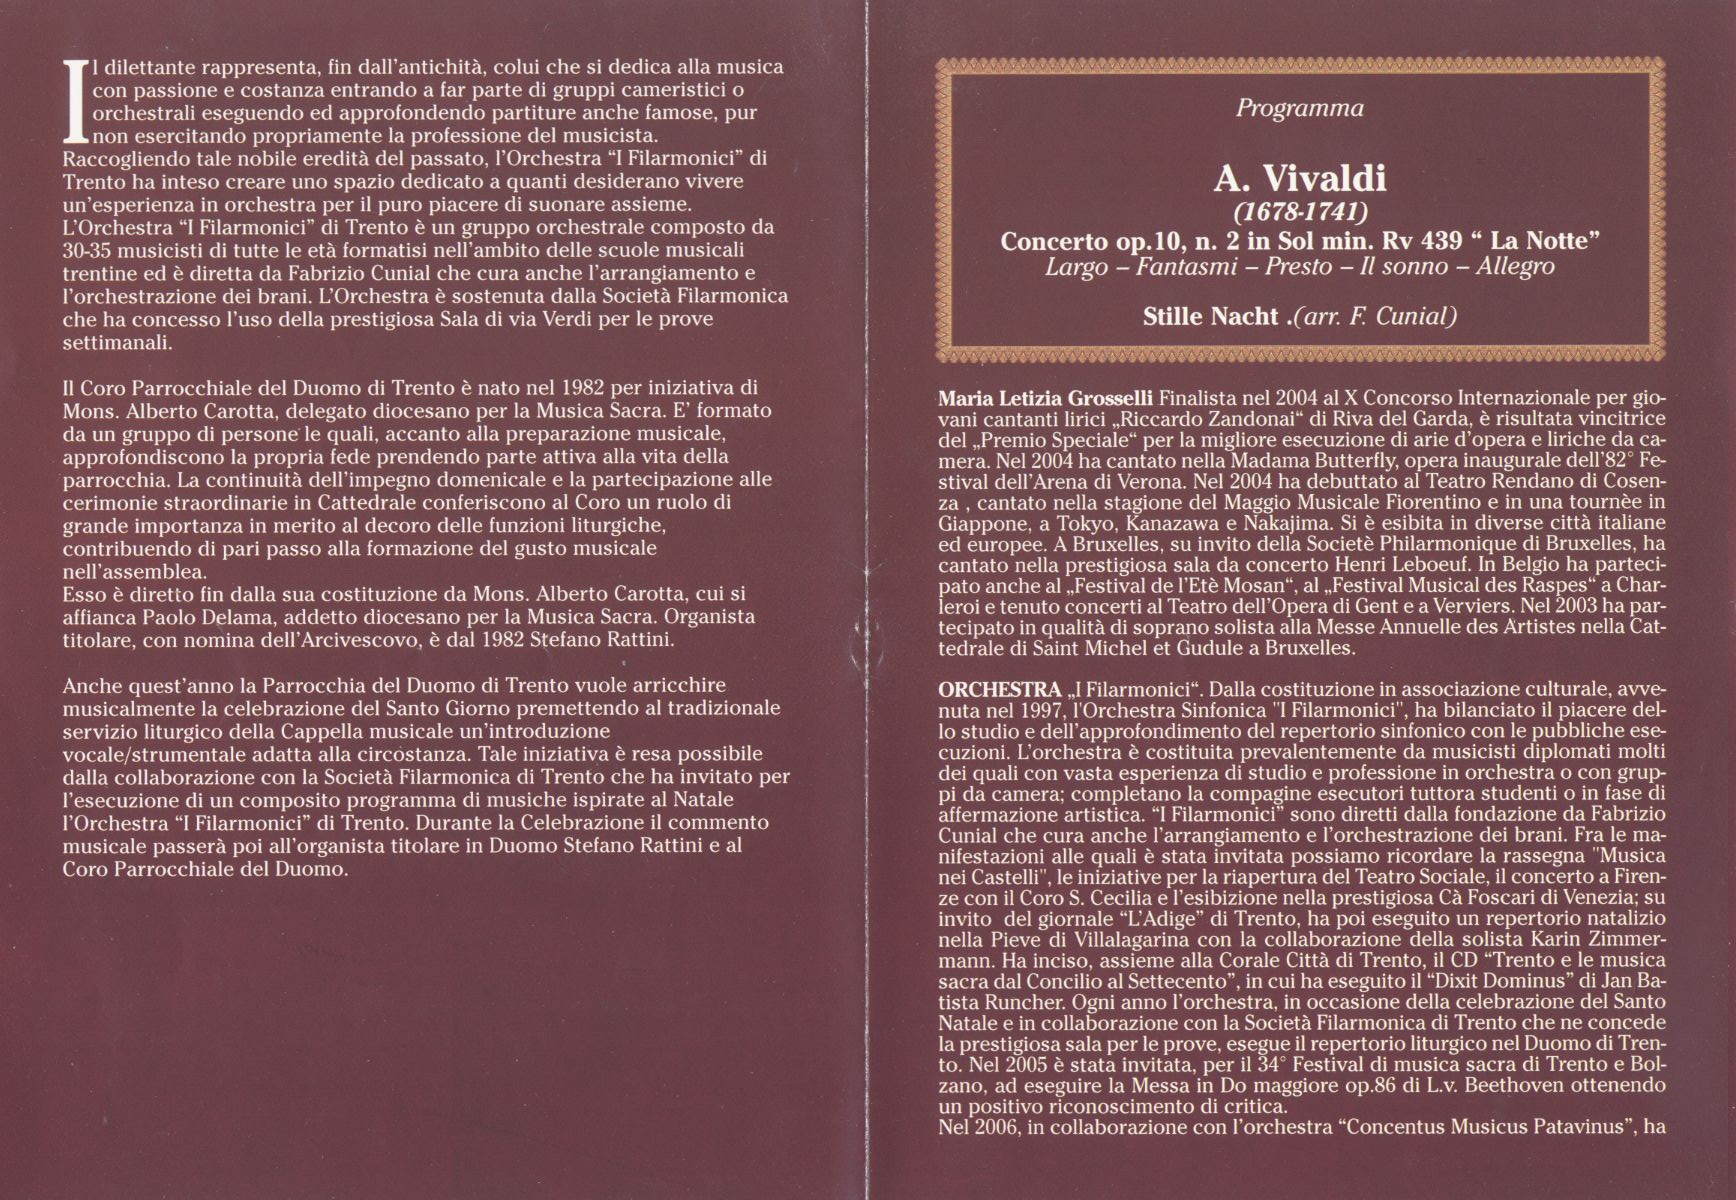 Il dilettante rappresenta, fin dall'antichità, colui che si dedica alla musica
con passione e costanza entrando a far parte di gruppi cameristici o
orchestrali eseguendo ed approfondendo partiture anche famose, pur
non esercitando propriamente la professione del musicista.
Raccogliendo tale nobile eredità del passato, l'Orchestra “I Filarmonici” di
Trento ha inteso creare uno spazio dedicato a quanti desiderano vivere
un'esperienza in orchestra per il puro piacere di suonare assieme.
L'Orchestra “I Filarmonici” di Trento è un gruppo orchestrale composto da
30-35 musicisti di tutte le età formatisi nell'ambito delle scuole musicali
trentine ed è diretta da Fabrizio Cunial che cura anche l'arrangiamento e
l'orchestrazione dei brani. L'Orchestra è sostenuta dalla Società Filarmonica
che ha concesso l'uso della prestigiosa Sala di via Verdi per le prove
settimanali.
Il Coro Parrocchiale del Duomo di Trento è nato nel 1982 per iniziativa di
Mons. Alberto Carotta, delegato diocesano per la Musica Sacra. E' formato
da un gruppo di persone le quali, accanto alla preparazione musicale,
approfondiscono la propria fede prendendo parte attiva alla vita della
parrocchia. La continuità dell'impegno domenicale e la partecipazione alle
cerimonie straordinarie in Cattedrale conferiscono al Coro un ruolo di
grande importanza in merito al decoro delle funzioni liturgiche,
contribuendo di pari passo alla formazione del gusto musicale
nell'assemblea.
Esso è diretto fin dalla sua costituzione da Mons. Alberto Carotta, cui si
affianca Paolo Delama, addetto diocesano per la Musica Sacra. Organista
titolare, con nomina dell'Arcivescovo, è dal 1982 Stefano Rattini.
Anche quest'anno la Parrocchia del Duomo di Trento vuole arricchire
musicalmente la celebrazione del Santo Giorno premettendo al tradizionale
servizio liturgico della Cappella musicale un'introduzione
vocale/strumentale adatta alla circostanza. Tale iniziativa è resa possibile
dalla collaborazione con la Società Filarmonica di Trento che ha invitato per
l'esecuzione di un composito programma di musiche ispirate al Natale
l'Orchestra “I Filarmonici” di Trento. Durante la Celebrazione il commento
musicale passerà poi all'organista titolare in Duomo Stefano Rattini e al
Coro Parrocchiale del Duomo.
Programma
A. Vivaldi
(1678-1741)
Concerto op.10, n. 2 in Sol min. Rv 439 “ La Notte”
Largo – Fantasmi – Presto – Il sonno – Allegro
Stille Nacht .(arr. F. Cunial)
Maria Letizia Grosselli Finalista nel 2004 al X Concorso Internazionale per gio-
vani cantanti lirici „Riccardo Zandonai“ di Riva del Garda, è risultata vincitrice
del „Premio Speciale“ per la migliore esecuzione di arie d'opera e liriche da ca-
mera. Nel 2004 ha cantato nella Madama Butterfly, opera inaugurale dell'82° Fe-
stival dell'Arena di Verona. Nel 2004 ha debuttato al Teatro Rendano di Cosen-
za , cantato nella stagione del Maggio Musicale Fiorentino e in una tournèe in
Giappone, a Tokyo, Kanazawa e Nakajima. Si è esibita in diverse città italiane
ed europee. A Bruxelles, su invito della Societè Philarmonique di Bruxelles, ha
cantato nella prestigiosa sala da concerto Henri Leboeuf. In Belgio ha parteci-
pato anche al „Festival de l'Etè Mosan“, al „Festival Musical des Raspes“ a Char-
leroi e tenuto concerti al Teatro dell'Opera di Gent e a Verviers. Nel 2003 ha par-
tecipato in qualità di soprano solista alla Messe Annuelle des Artistes nella Cat-
tedrale di Saint Michel et Gudule a Bruxelles.
ORCHESTRA „I Filarmonici“. Dalla costituzione in associazione culturale, avve-
nuta nel 1997, l'Orchestra Sinfonica "I Filarmonici", ha bilanciato il piacere del-
lo studio e dell'approfondimento del repertorio sinfonico con le pubbliche ese-
cuzioni. L'orchestra è costituita prevalentemente da musicisti diplomati molti
dei quali con vasta esperienza di studio e professione in orchestra o con grup-
pi da camera; completano la compagine esecutori tuttora studenti o in fase di
affermazione artistica. “I Filarmonici” sono diretti dalla fondazione da Fabrizio
Cunial che cura anche l'arrangiamento e l'orchestrazione dei brani. Fra le ma-
nifestazioni alle quali è stata invitata possiamo ricordare la rassegna "Musica
nei Castelli", le iniziative per la riapertura del Teatro Sociale, il concerto a Firen-
ze con il Coro S. Cecilia e l'esibizione nella prestigiosa Cà Foscari di Venezia; su
invito del giornale “L'Adige” di Trento, ha poi eseguito un repertorio natalizio
nella Pieve di Villalagarina con la collaborazione della solista Karin Zimmer-
mann. Ha inciso, assieme alla Corale Città di Trento, il CD “Trento e le musica
sacra dal Concilio al Settecento”, in cui ha eseguito il “Dixit Dominus” di Jan Ba-
tista Runcher. Ogni anno l'orchestra, in occasione della celebrazione del Santo
Natale e in collaborazione con la Società Filarmonica di Trento che ne concede
la prestigiosa sala per le prove, esegue il repertorio liturgico nel Duomo di Tren-
to. Nel 2005 è stata invitata, per il 34° Festival di musica sacra di Trento e Bol-
zano, ad eseguire la Messa in Do maggiore op.86 di L.v. Beethoven ottenendo
un positivo riconoscimento di critica.
Nel 2006, in collaborazione con l'orchestra “Concentus Musicus Patavinus”, ha